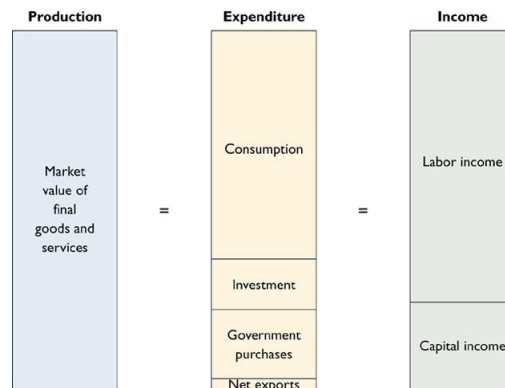 Production
Expenditure
Income
Market
value of
final
goods and
services
=
Consumption
Investment
Government
purchases
Net exports
=
Labor income
Capital income